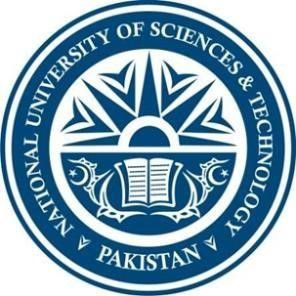 NATIONAL UNIVERSITY OF SCIENCES & TECHNOLOGY
PAKISTAN